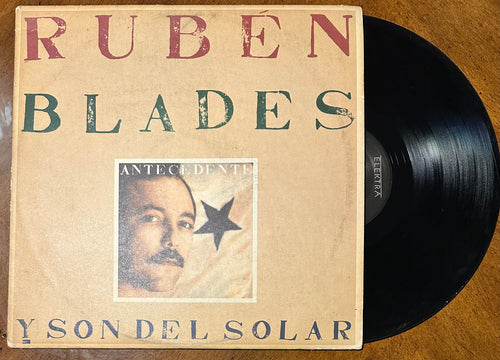 RUBÉN
BLADES
ANTECEDENTE
Y SON DEL SOLAR
ELEKTRA